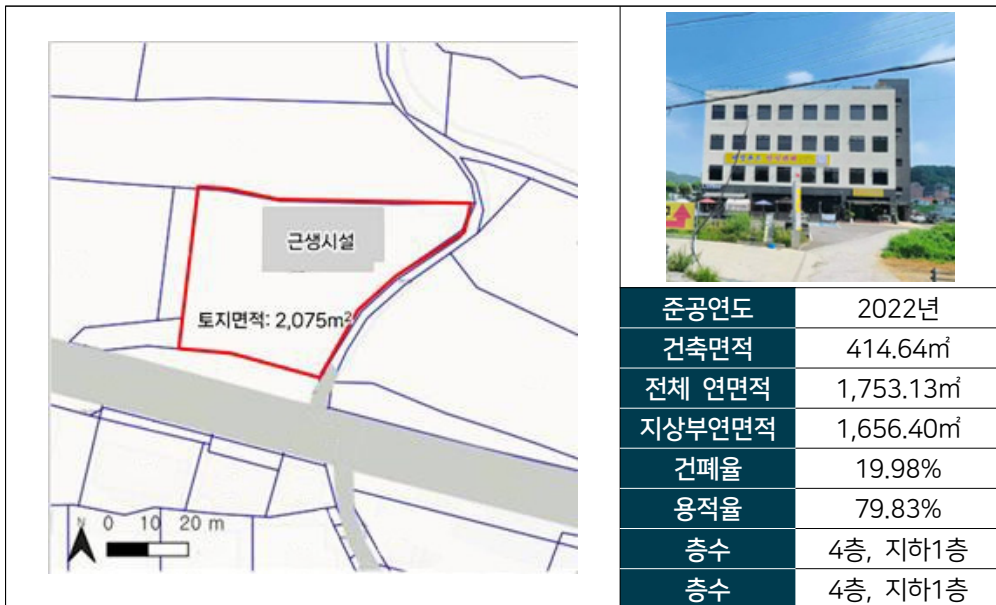 근생시설
토지면적: 2,075m²
N 0 10 20 m
준공연도 2022년
건축면적 414.64㎡
전체 연면적 1,753.13㎡
지상부연면적 1,656.40㎡
건폐율 19.98%
용적율 79.83%
층수 4층, 지하1층
층수 4층, 지하1층